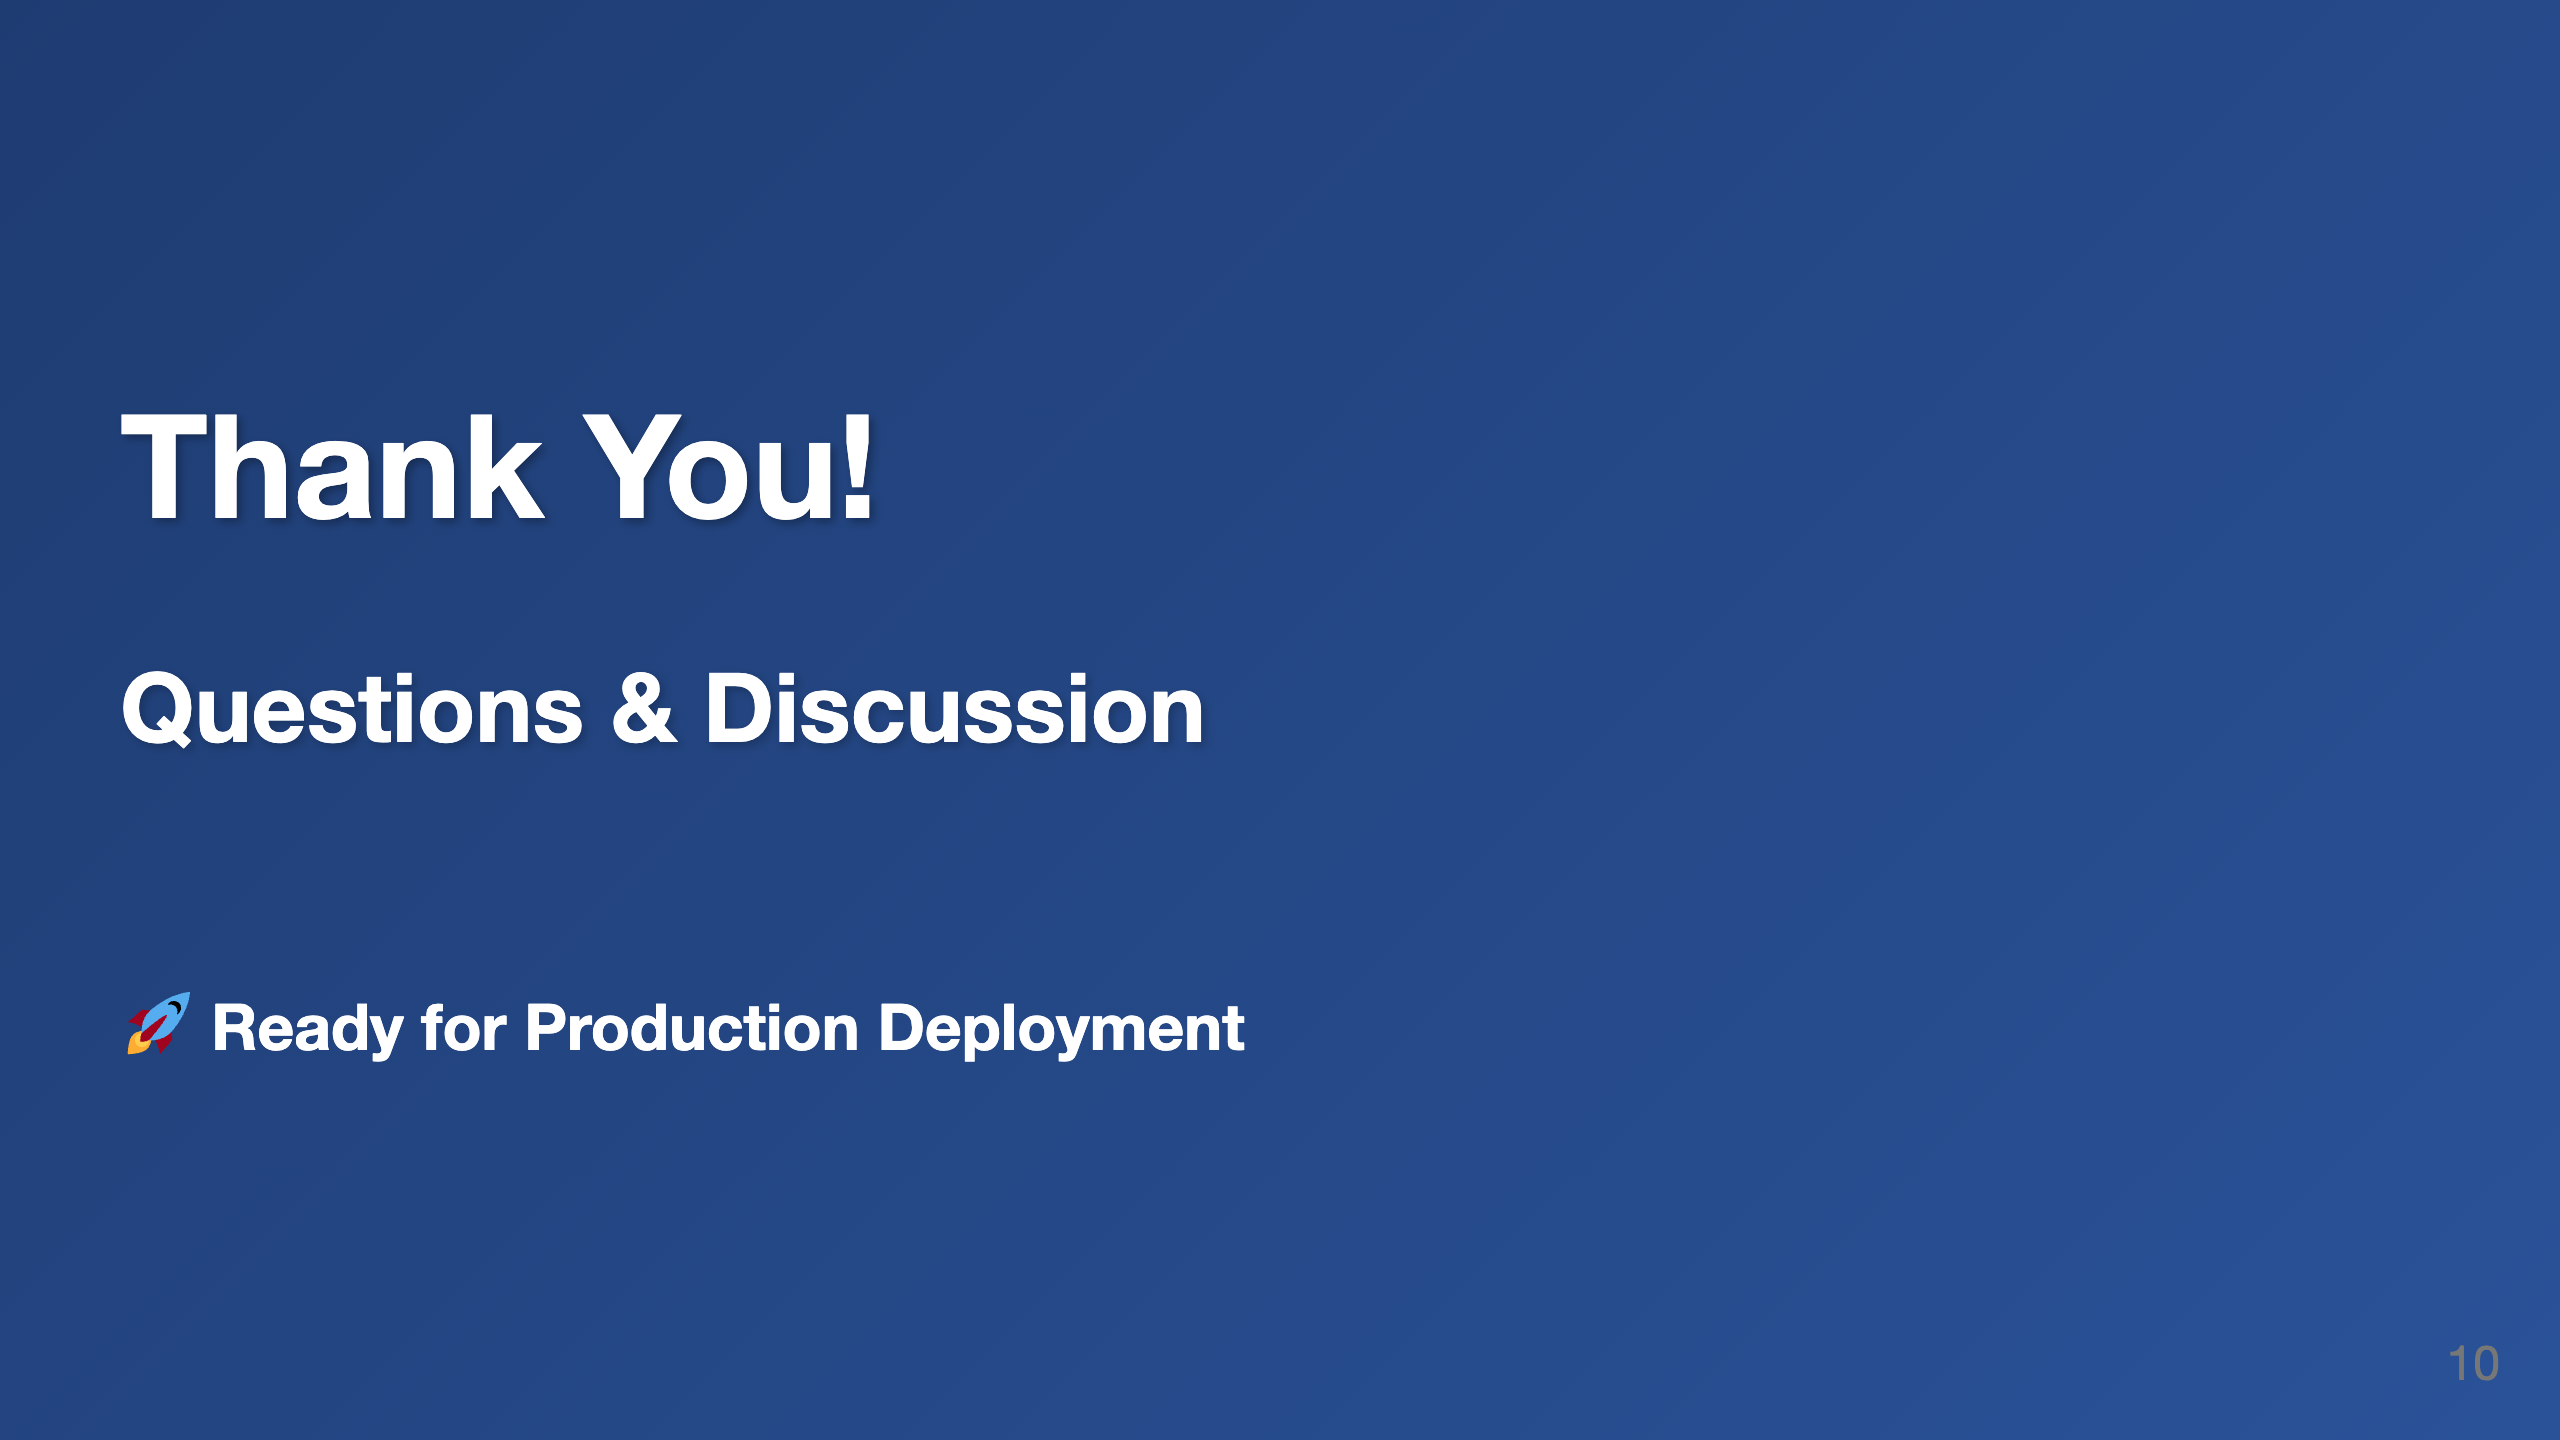 Thank You!
Questions & Discussion
🚀 Ready for Production Deployment
10